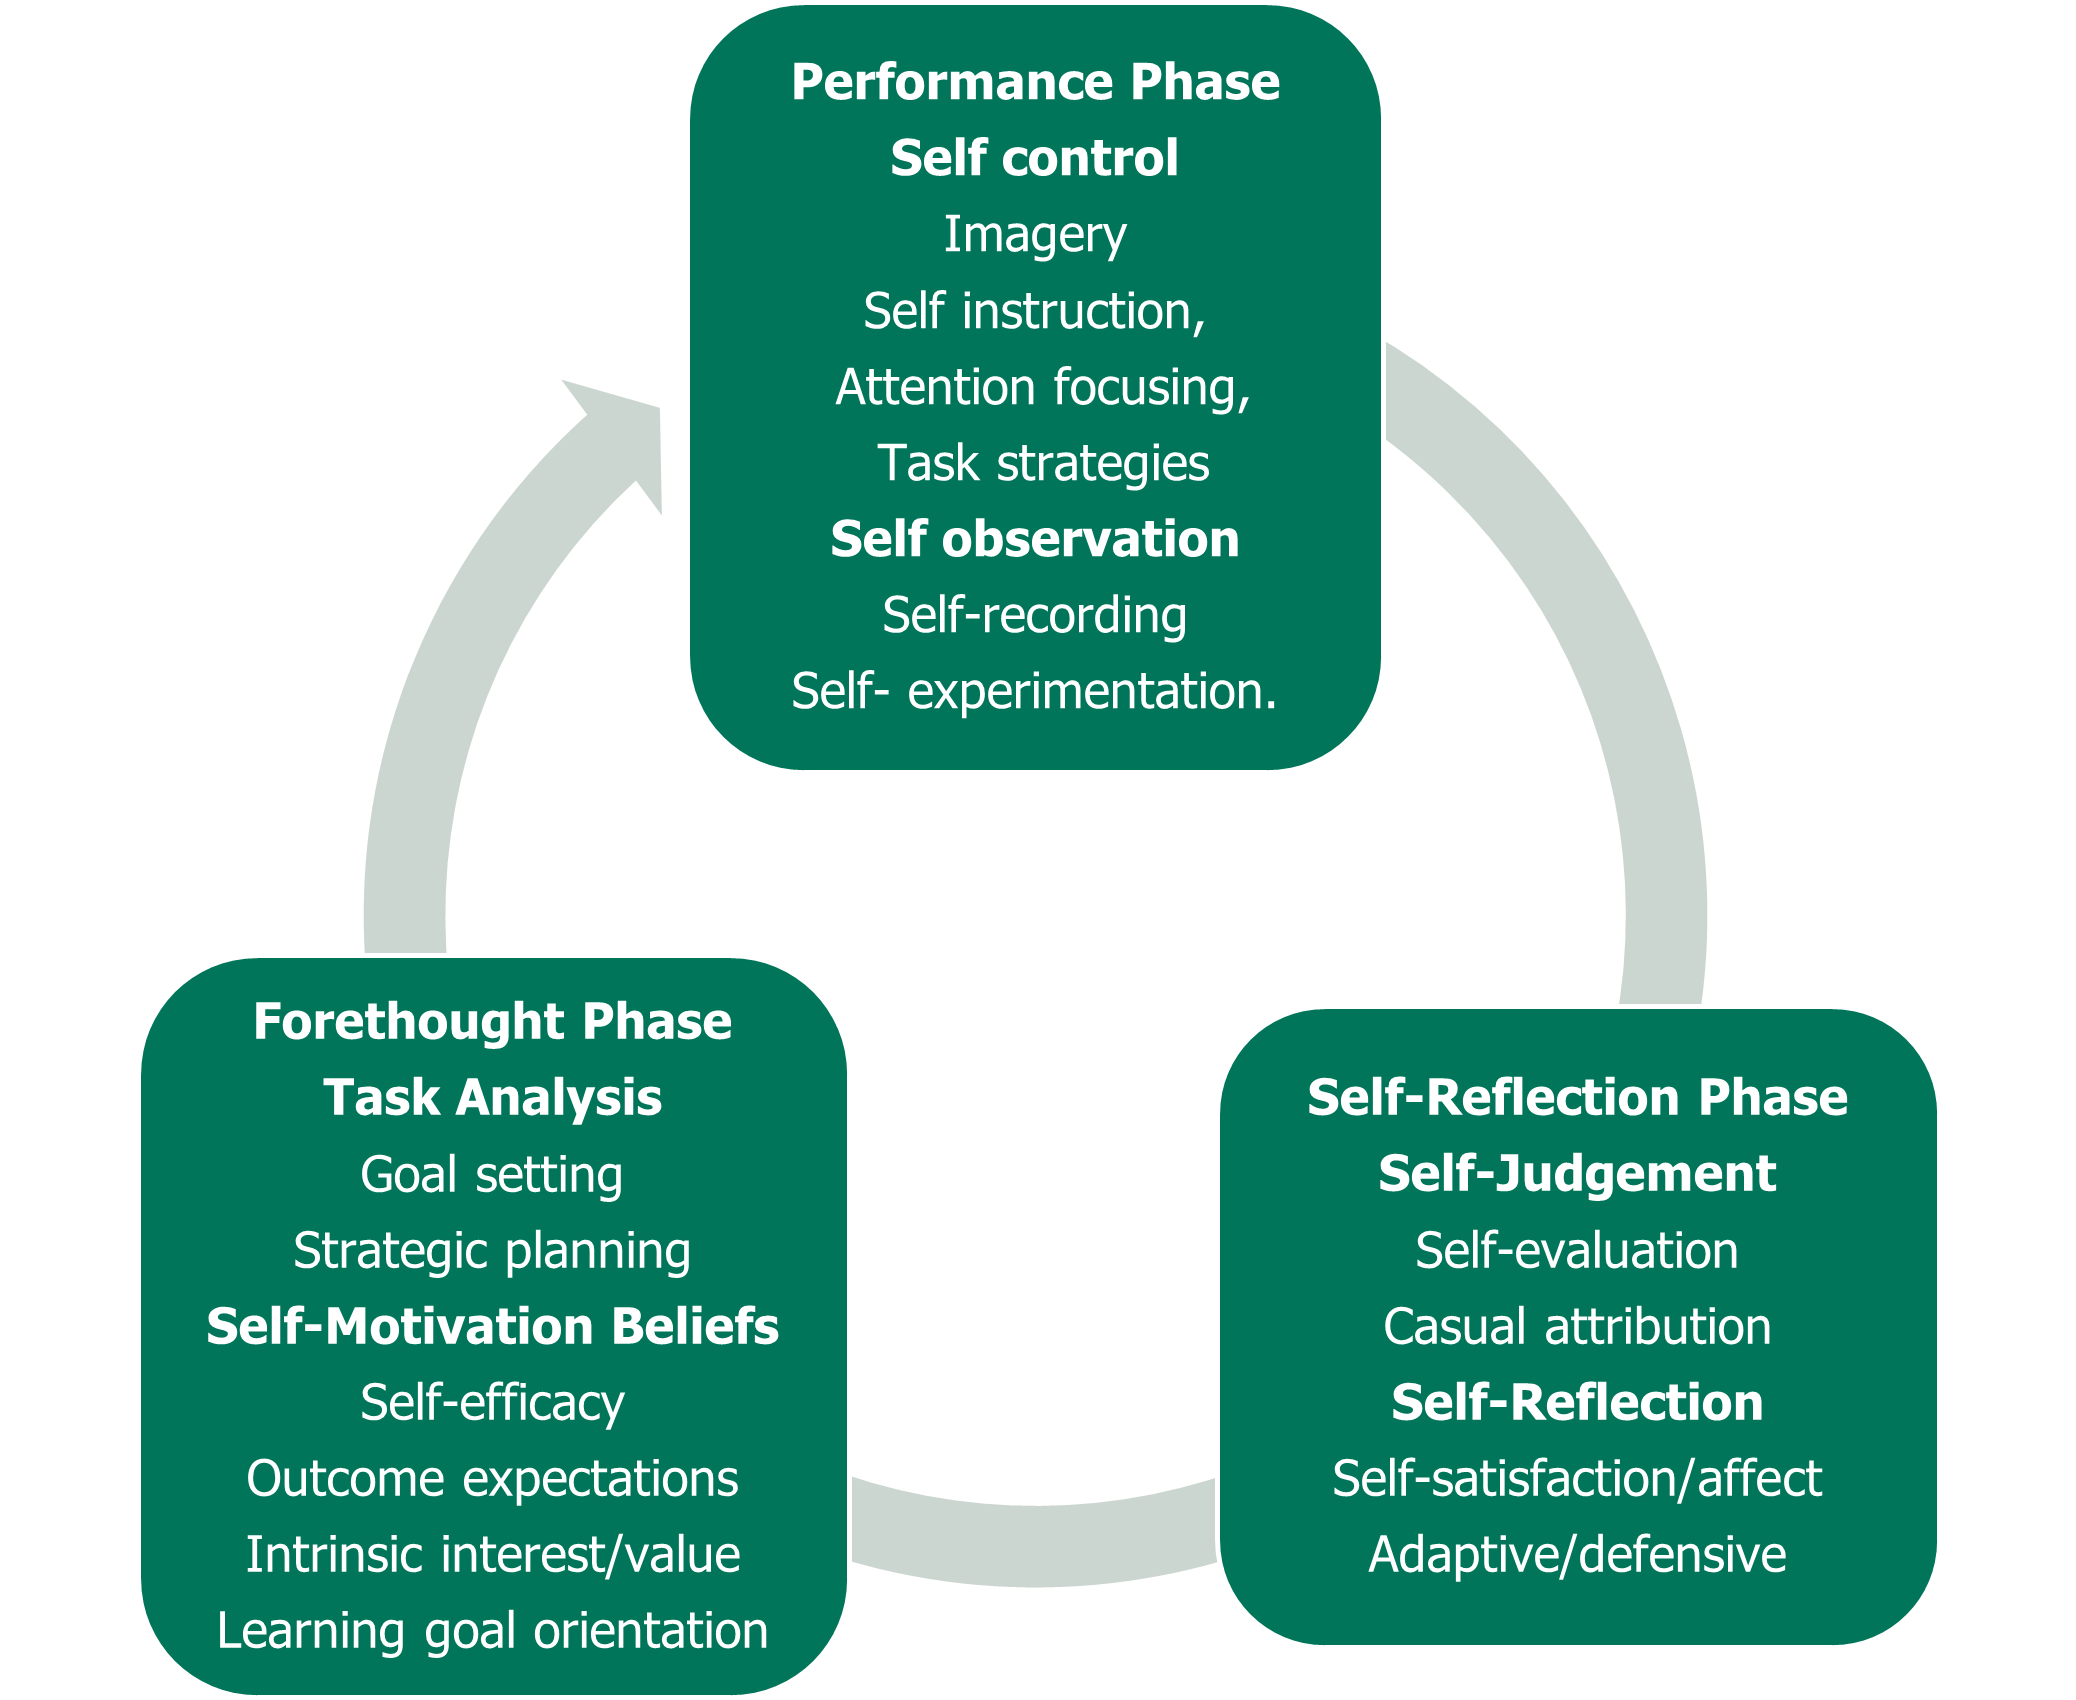 Performance Phase
Self control
Imagery
Self instruction,
Attention focusing,
Task strategies
Self observation
Self-recording
Self- experimentation.
Forethought Phase
Task Analysis
Goal setting
Strategic planning
Self-Motivation Beliefs
Self-efficacy
Outcome expectations
Intrinsic interest/value
Learning goal orientation
Self-Reflection Phase
Self-Judgement
Self-evaluation
Casual attribution
Self-Reflection
Self-satisfaction/affect
Adaptive/defensive